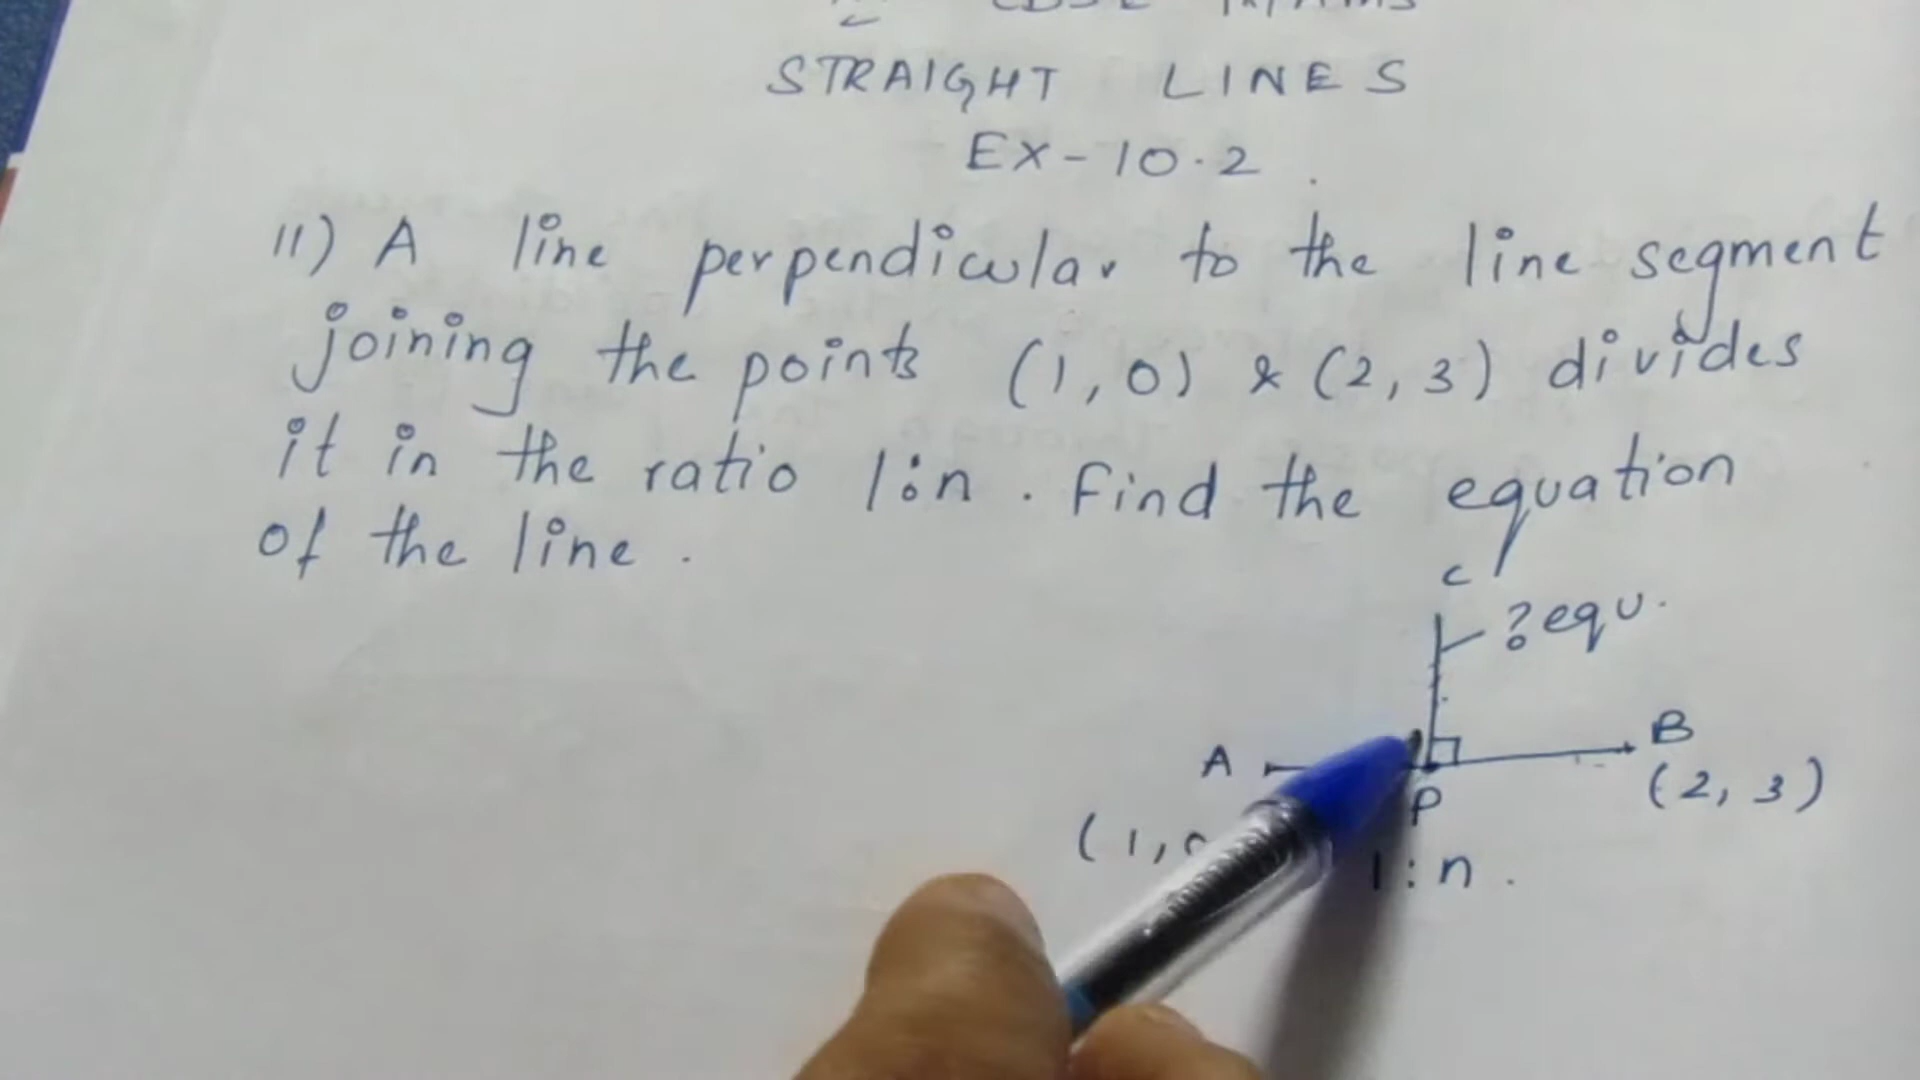 STRAIGHT LINES
EX-10.2
11) A line perpendicular to the line segment
joining the points (1,0) & (2,3) divides
it in the ratio 1:n. Find the equation
of the line.
C
? equ.
A
B
(2, 3)
P
(1,
1:n.